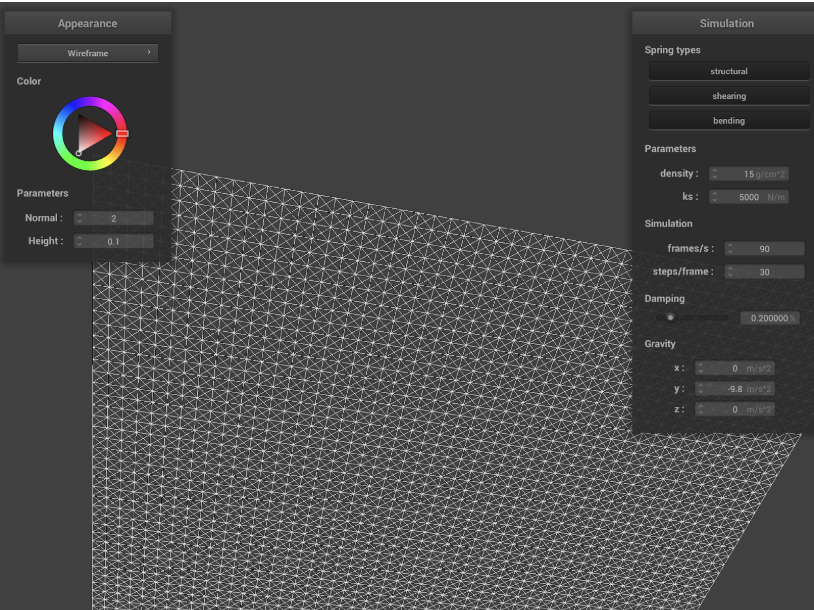 Appearance
Wireframe
Color
Parameters
Normal : 2
Height : 0.1
Simulation
Spring types
structural
shearing
bending
Parameters
density : 15 g/cm^2
ks : 5000 N/m
Simulation
frames/s : 90
steps/frame : 30
Damping
0.200000 %
Gravity
x : 0 m/s^2
y : -9.8 m/s^2
z : 0 m/s^2